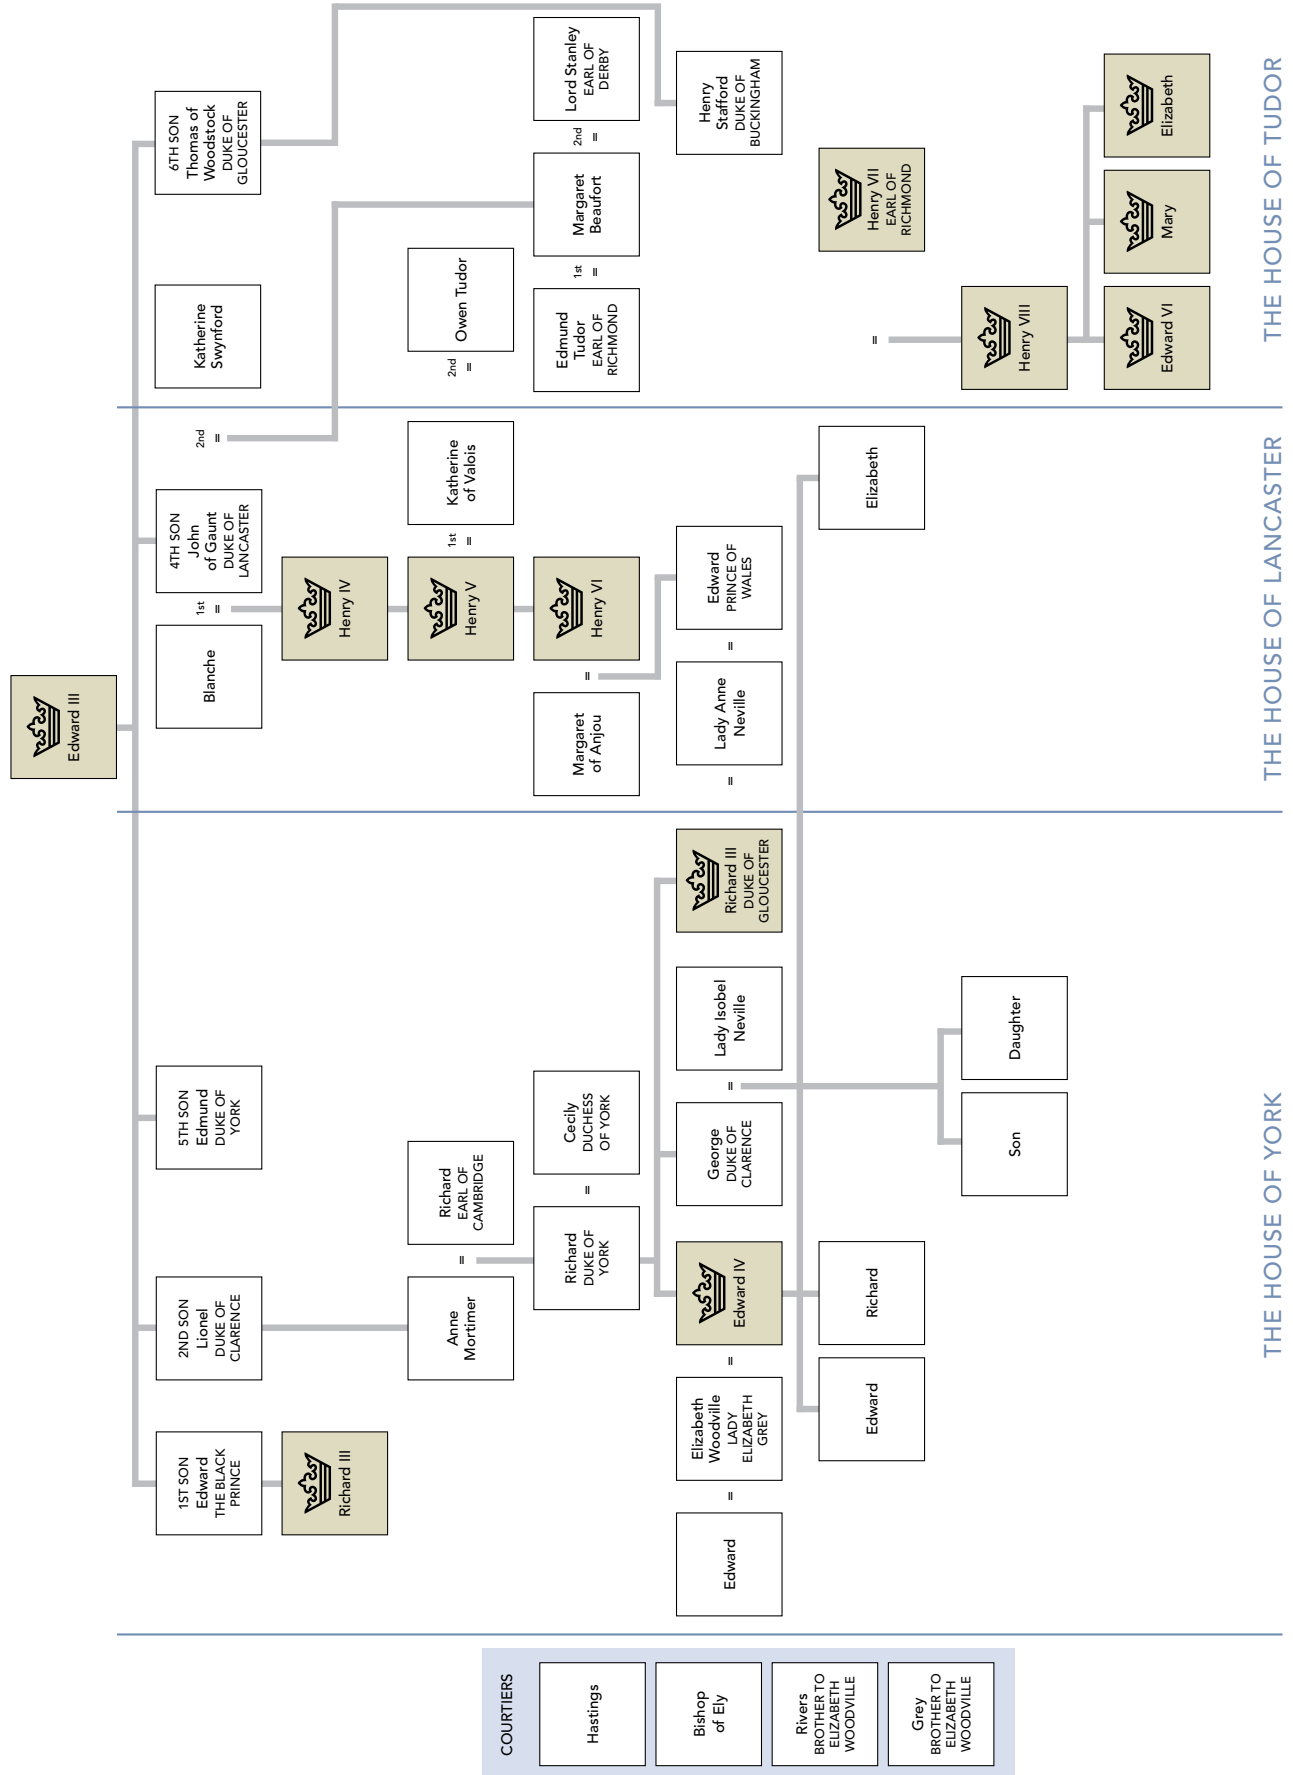 Edward III
1ST SON
Edward
THE BLACK
PRINCE
2ND SON
Lionel
DUKE OF
CLARENCE
5TH SON
Edmund
DUKE OF
YORK
Blanche
1st
=
4TH SON
John
of Gaunt
DUKE OF
LANCASTER
2nd
=
Katherine
Swynford
6TH SON
Thomas of
Woodstock
DUKE OF
GLOUCESTER
Richard III
Henry IV
Anne
Mortimer
=
Richard
EARL OF
CAMBRIDGE
Henry V
1st
=
Katherine
of Valois
2nd
=
Owen Tudor
Richard
DUKE OF
YORK
=
Cecily
DUCHESS
OF YORK
Margaret
of Anjou
=
Henry VI
Edmund
Tudor
EARL OF
RICHMOND
1st
=
Margaret
Beaufort
2nd
=
Lord Stanley
EARL OF
DERBY
Edward
=
Elizabeth
Woodville
LADY
ELIZABETH
GREY
=
Edward IV
George
DUKE OF
CLARENCE
=
Lady Isobel
Neville
Richard III
DUKE OF
GLOUCESTER
=
Lady Anne
Neville
=
Edward
PRINCE OF
WALES
Henry
Stafford
DUKE OF
BUCKINGHAM
Edward
Richard
Elizabeth
=
Henry VII
EARL OF
RICHMOND
Son
Daughter
Henry VIII
Edward VI
Mary
Elizabeth
COURTIERS
Hastings
Bishop
of Ely
Rivers
BROTHER TO
ELIZABETH
WOODVILLE
Grey
BROTHER TO
ELIZABETH
WOODVILLE
THE HOUSE OF YORK
THE HOUSE OF LANCASTER
THE HOUSE OF TUDOR